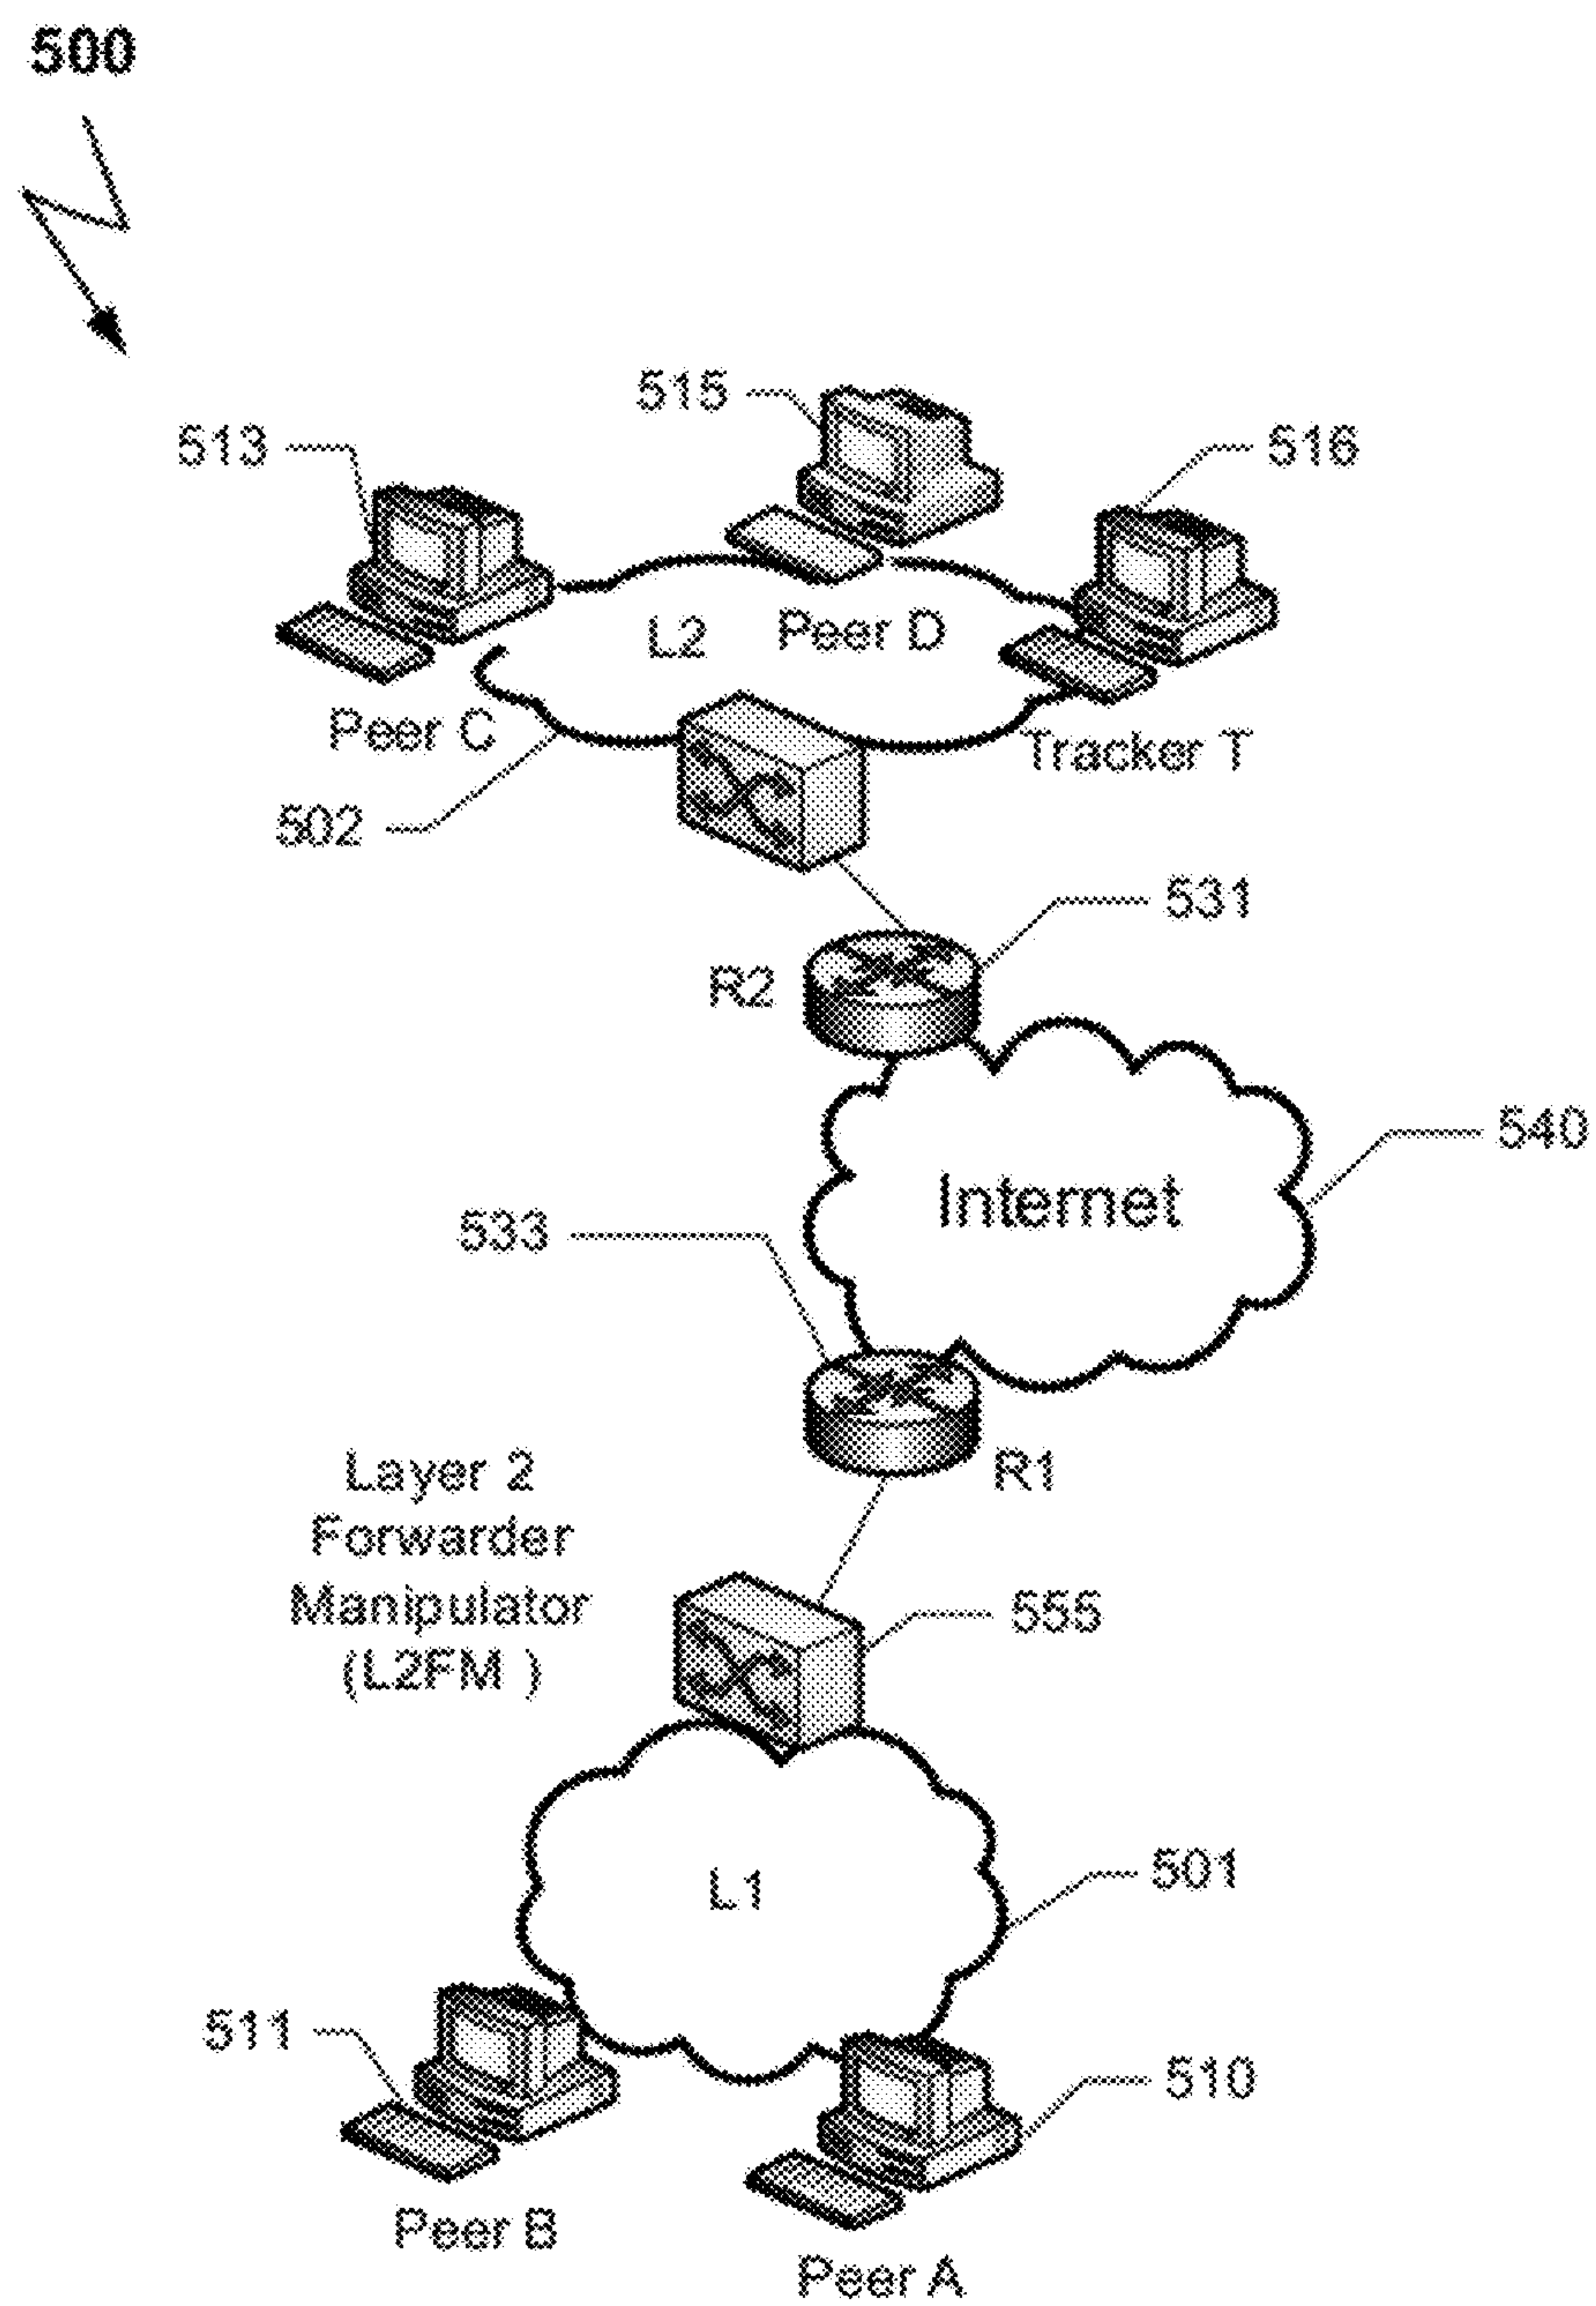 500
515
513
516
L2
Peer D
Peer C
Tracker T
502
531
R2
540
Internet
533
R1
Layer 2
Forwarder
Manipulator
(L2FM )
555
L1
501
511
510
Peer B
Peer A